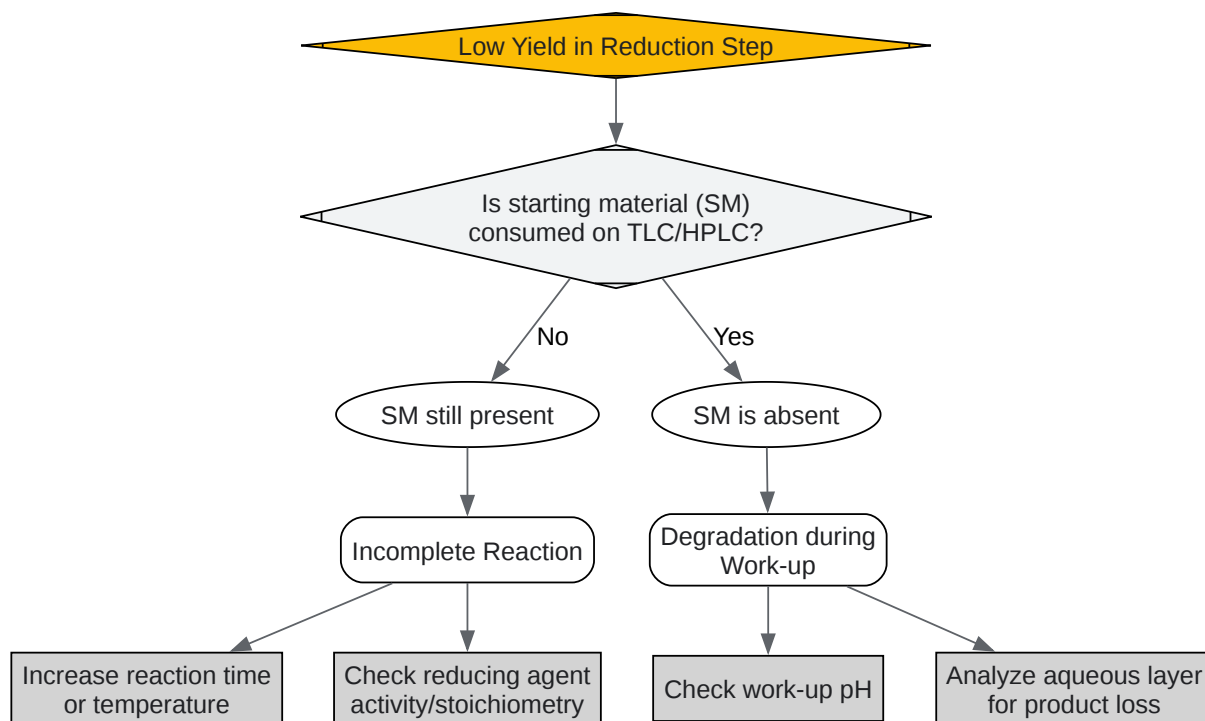 Low Yield in Reduction Step
Is starting material (SM)
consumed on TLC/HPLC?
No
Yes
SM still present
SM is absent
Incomplete Reaction
Degradation during
Work-up
Increase reaction time
or temperature
Check reducing agent
activity/stoichiometry
Check work-up pH
Analyze aqueous layer
for product loss